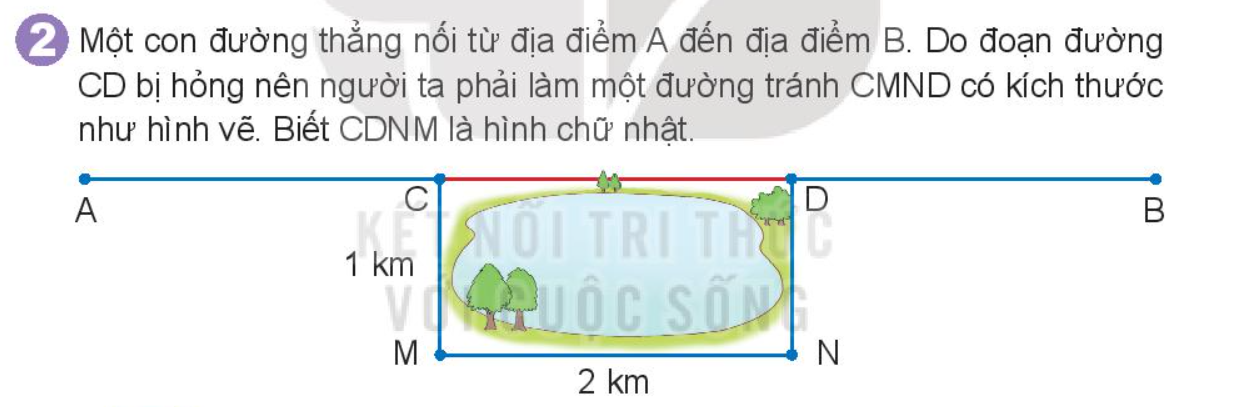 2 Một con đường thẳng nối từ địa điểm A đến địa điểm B. Do đoạn đường
CD bị hỏng nên người ta phải làm một đường tránh CMND có kích thước
như hình vẽ. Biết CDNM là hình chữ nhật.
A C D B
KẾT NỐI TRI THỨC
1 km
VỚI CUỘC SỐNG
M N
2 km